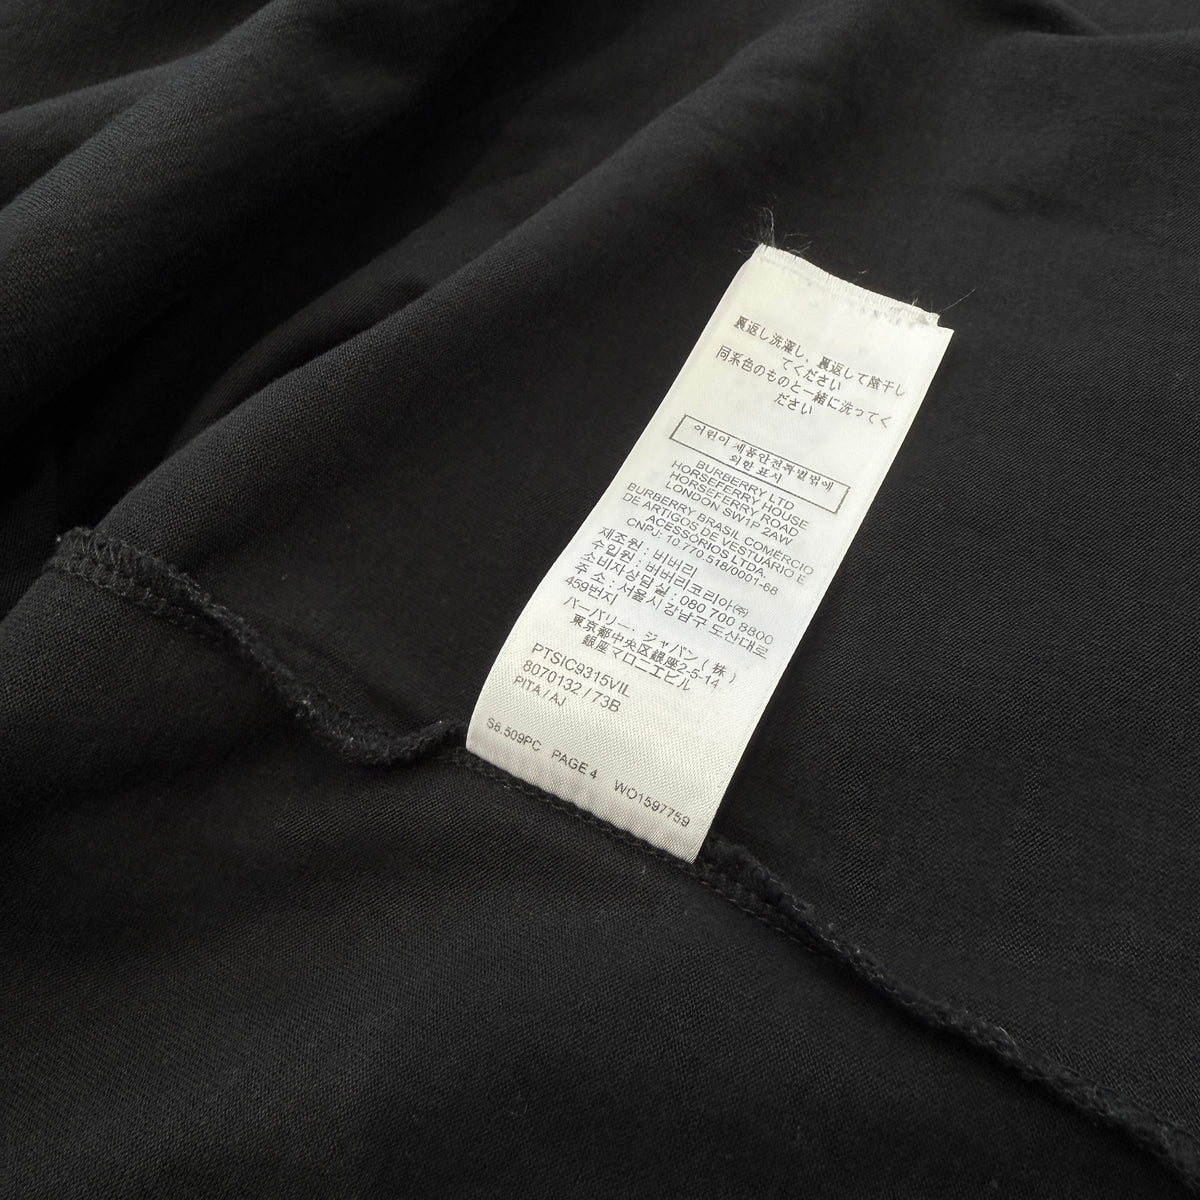 裏返し洗濯し、裏返して陰干し
てください
同系色のものと一緒に洗ってく
ださい
어린이제품안전특별법에
의한 표시
BURBERRY LTD
HORSEFERRY HOUSE
HORSEFERRY ROAD
LONDON SW1P 2AW
BURBERRY BRASIL COMÉRCIO
DE ARTIGOS DE VESTUARIO E
ACESSÓRIOS LTDA.
CNPJ: 10.770.518/0001-68
제조원 : 버버리
수입원 : 버버리코리아㈜
소비자상담실 : 080 700 8800
주 소 : 서울시 강남구 도산대로
459번지
バーバリー・ジャパン(株)
東京都中央区銀座2-5-14
銀座マロニエビル
PTSIC9315VIL
8070132 / 73B
PITA / AJ
S6.509PC PAGE 4 WO1597759